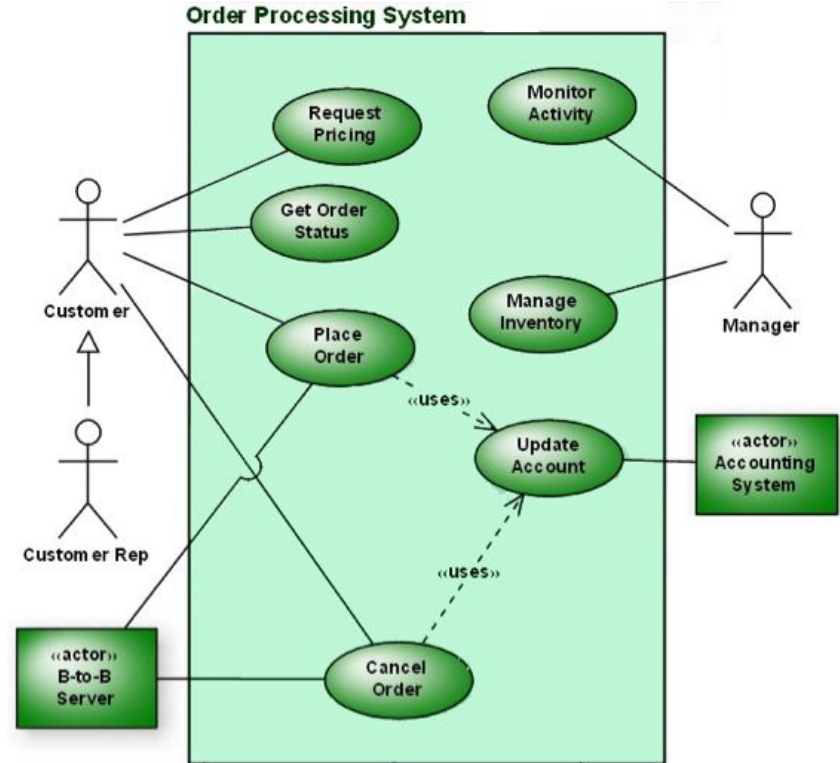 Order Processing System
Request
Pricing
Monitor
Activity
Get Order
Status
Customer
Manage
Inventory
Manager
Place
Order
««uses»»
Update
Account
««actor»»
Accounting
System
Customer Rep
««uses»»
««actor»»
B-to-B
Server
Cancel
Order